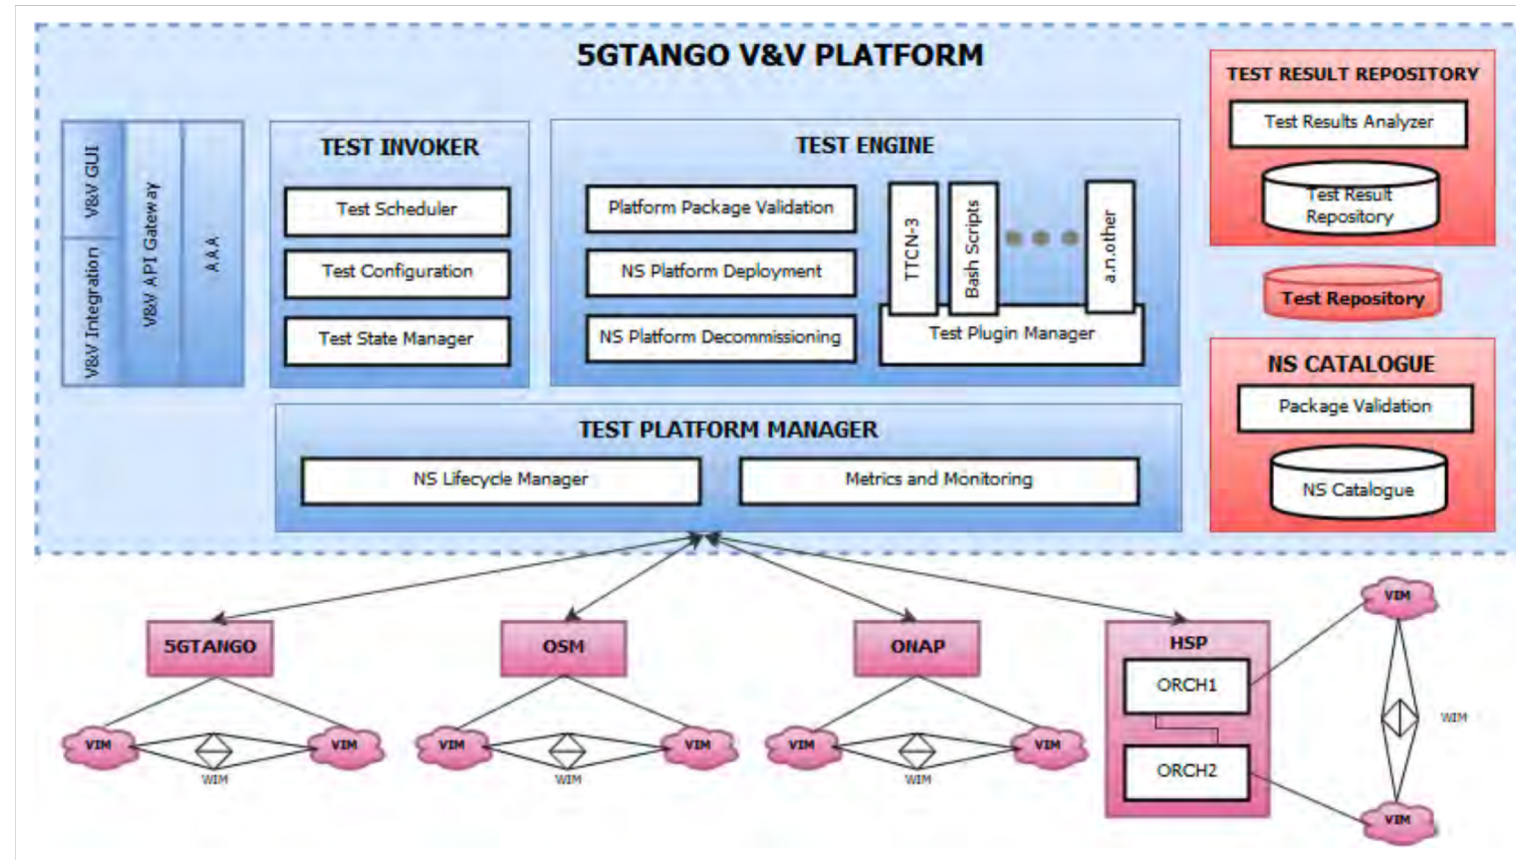 5GTANGO V&V PLATFORM
V&V GUI
V&V Integration
V&V API Gateway
AAA
TEST INVOKER
Test Scheduler
Test Configuration
Test State Manager
TEST ENGINE
Platform Package Validation
NS Platform Deployment
NS Platform Decommissioning
TTCN-3
Bash Scripts
a.n.other
Test Plugin Manager
TEST PLATFORM MANAGER
NS Lifecycle Manager
Metrics and Monitoring
TEST RESULT REPOSITORY
Test Results Analyzer
Test Result
Repository
Test Repository
NS CATALOGUE
Package Validation
NS Catalogue
5GTANGO
VIM
VIM
WIM
OSM
VIM
VIM
WIM
ONAP
VIM
VIM
WIM
HSP
ORCH1
ORCH2
VIM
WIM
VIM